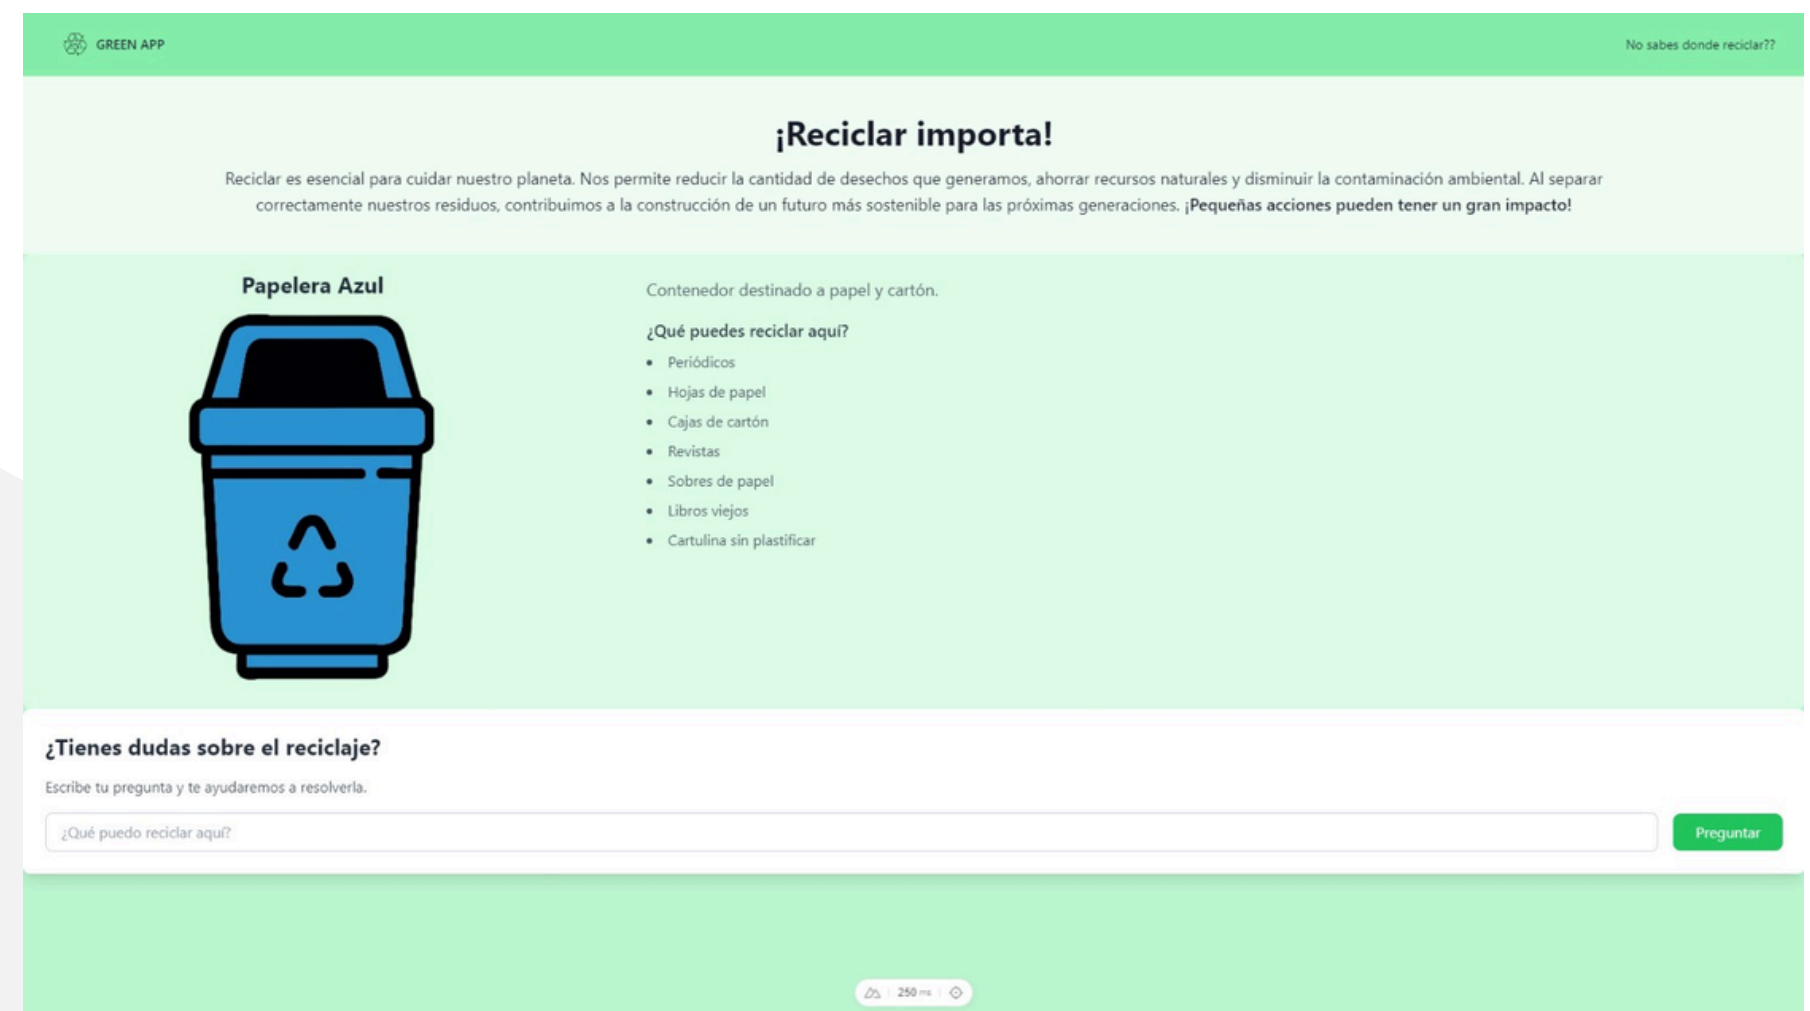 GREEN APP
No sabes donde reciclar??
¡Reciclar importa!
Reciclar es esencial para cuidar nuestro planeta. Nos permite reducir la cantidad de desechos que generamos, ahorrar recursos naturales y disminuir la contaminación ambiental. Al separar
correctamente nuestros residuos, contribuimos a la construcción de un futuro más sostenible para las próximas generaciones. ¡Pequeñas acciones pueden tener un gran impacto!
Papelera Azul
Contenedor destinado a papel y cartón.
¿Qué puedes reciclar aquí?
• Periódicos
• Hojas de papel
• Cajas de cartón
• Revistas
• Sobres de papel
• Libros viejos
• Cartulina sin plastificar
¿Tienes dudas sobre el reciclaje?
Escribe tu pregunta y te ayudaremos a resolverla.
¿Qué puedo reciclar aquí?
Preguntar
250 ms